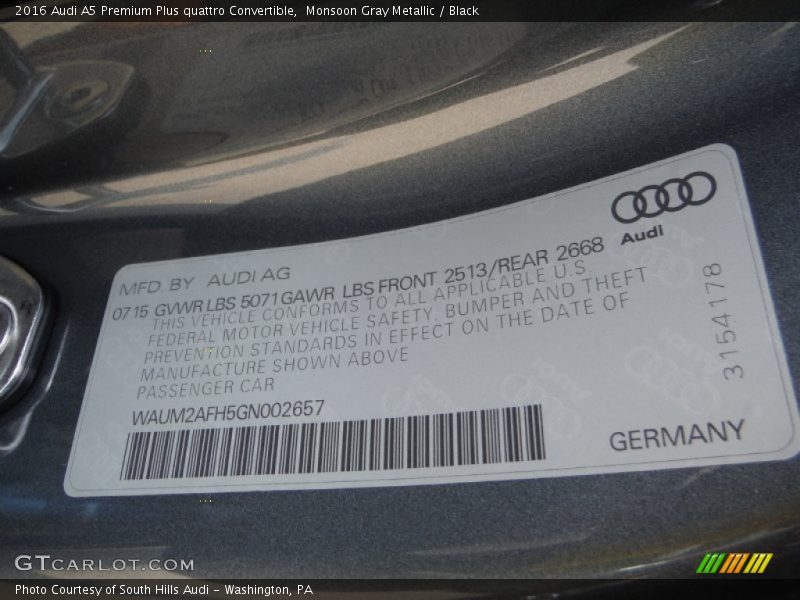 2016 Audi A5 Premium Plus quattro Convertible,  Monsoon Gray Metallic / Black
Audi
MFD. BY  AUDI AG
07 15  GVWR LBS 5071 GAWR  LBS FRONT  2513/REAR  2668
THIS VEHICLE CONFORMS TO ALL APPLICABLE U.S.
FEDERAL MOTOR VEHICLE SAFETY, BUMPER AND THEFT
PREVENTION STANDARDS IN EFFECT ON THE DATE OF
MANUFACTURE SHOWN ABOVE
PASSENGER CAR
3154178
WAUM2AFH5GN002657
GERMANY
GTCARLOT.COM
Photo Courtesy of South Hills Audi - Washington, PA